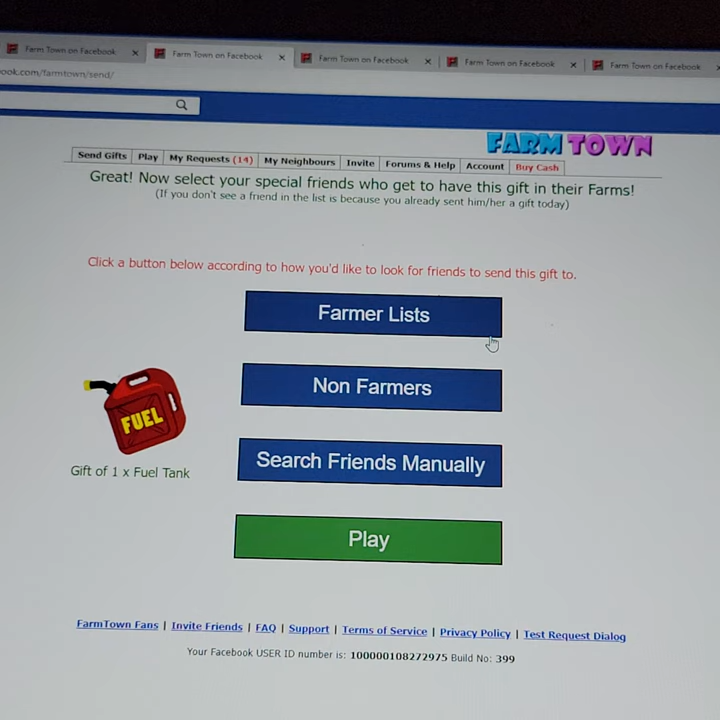 Farm Town on Facebook Farm Town on Facebook Farm Town on Facebook Farm Town on Facebook Farm Town on Facebook
ook.com/farmtown/send/
FARM TOWN
Send Gifts Play My Requests (14) My Neighbours Invite Forums & Help Account Buy Cash
Great! Now select your special friends who get to have this gift in their Farms!
(If you don't see a friend in the list is because you already sent him/her a gift today)
Click a button below according to how you'd like to look for friends to send this gift to.
Farmer Lists
Non Farmers
FUEL
Gift of 1 x Fuel Tank
Search Friends Manually
Play
FarmTown Fans | Invite Friends | FAQ | Support | Terms of Service | Privacy Policy | Test Request Dialog
Your Facebook USER ID number is: 100000108272975 Build No: 399